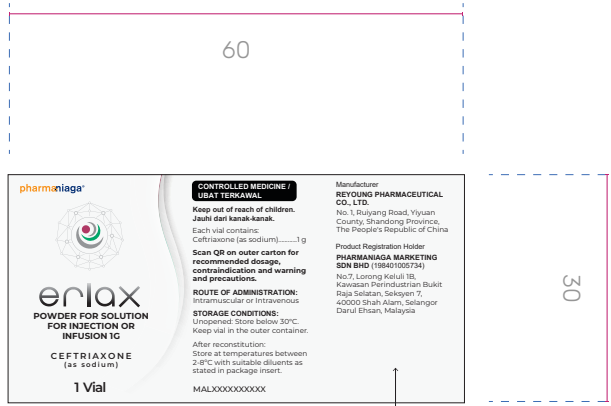 60
pharmaniaga®
erlax
POWDER FOR SOLUTION
FOR INJECTION OR
INFUSION 1G
CEFTRIAXONE
(as sodium)
1 Vial
CONTROLLED MEDICINE /
UBAT TERKAWAL
Keep out of reach of children.
Jauhi dari kanak-kanak.
Each vial contains:
Ceftriaxone (as sodium)..........1 g
Scan QR on outer carton for
recommended dosage,
contraindication and warning
and precautions.
ROUTE OF ADMINISTRATION:
Intramuscular or Intravenous
STORAGE CONDITIONS:
Unopened: Store below 30°C.
Keep vial in the outer container.
After reconstitution:
Store at temperatures between
2-8°C with suitable diluents as
stated in package insert.
MALXXXXXXXXXX
Manufacturer
REYOUNG PHARMACEUTICAL
CO., LTD.
No. 1, Ruiyang Road, Yiyuan
County, Shandong Province,
The People's Republic of China
Product Registration Holder
PHARMANIAGA MARKETING
SDN BHD (198401005734)
No.7, Lorong Keluli 1B,
Kawasan Perindustrian Bukit
Raja Selatan, Seksyen 7,
40000 Shah Alam, Selangor
Darul Ehsan, Malaysia
30